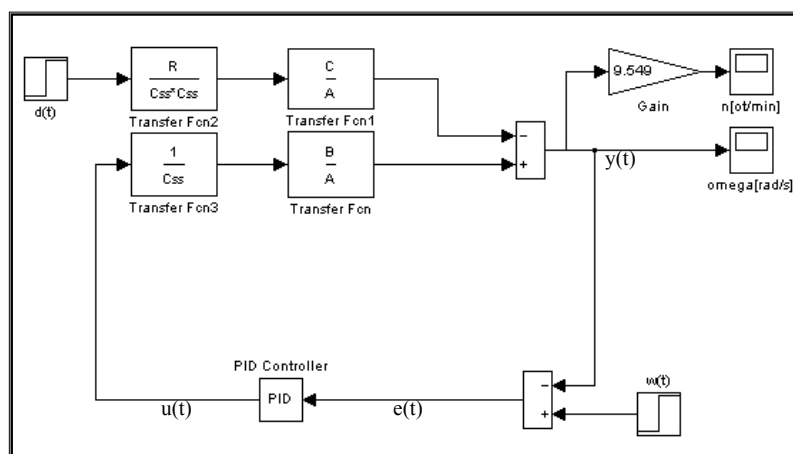 d(t)
R
Css*Css
Transfer Fcn2
C
A
Transfer Fcn1
-
+
9.549
Gain
n[ot/min]
y(t)
omega[rad/s]
1
Css
Transfer Fcn3
B
A
Transfer Fcn
PID Controller
PID
u(t)
e(t)
-
+
w(t)